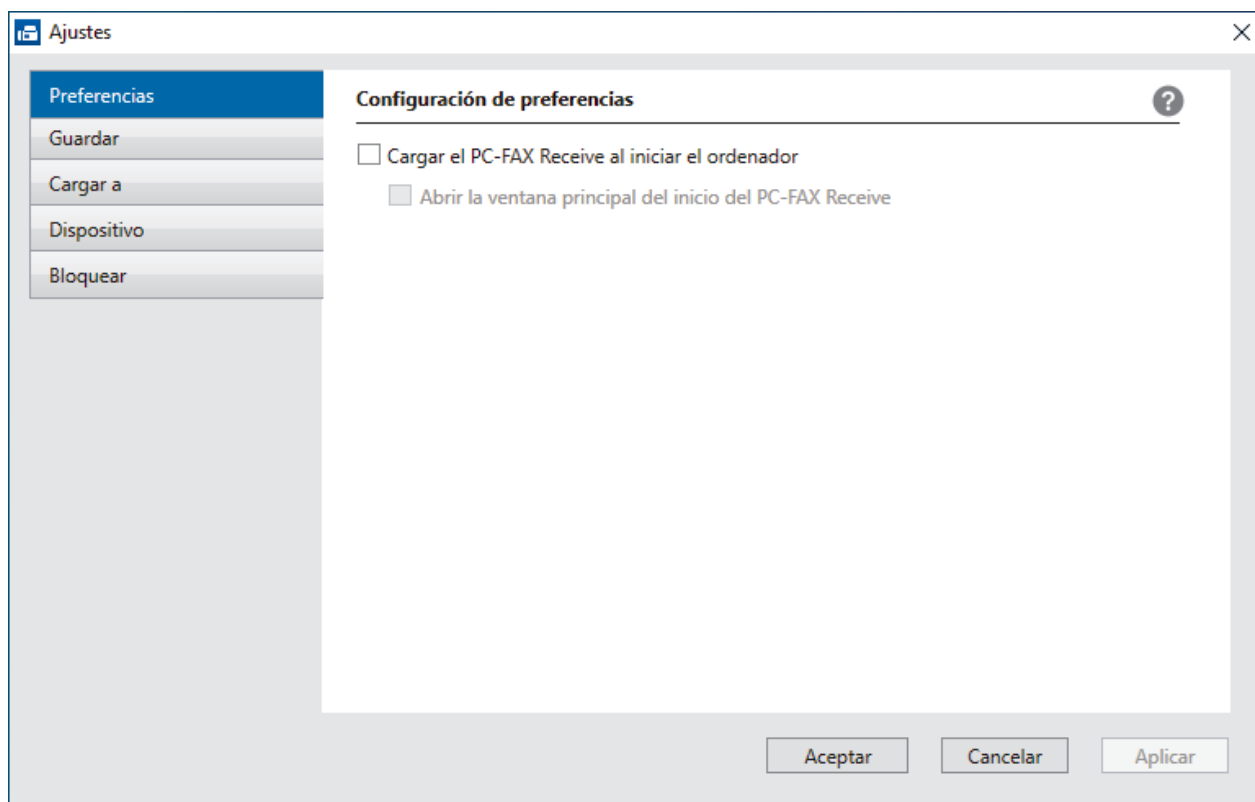 Ajustes
Preferencias
Guardar
Cargar a
Dispositivo
Bloquear
Configuración de preferencias
?
Cargar el PC-FAX Receive al iniciar el ordenador
Abrir la ventana principal del inicio del PC-FAX Receive
Aceptar
Cancelar
Aplicar